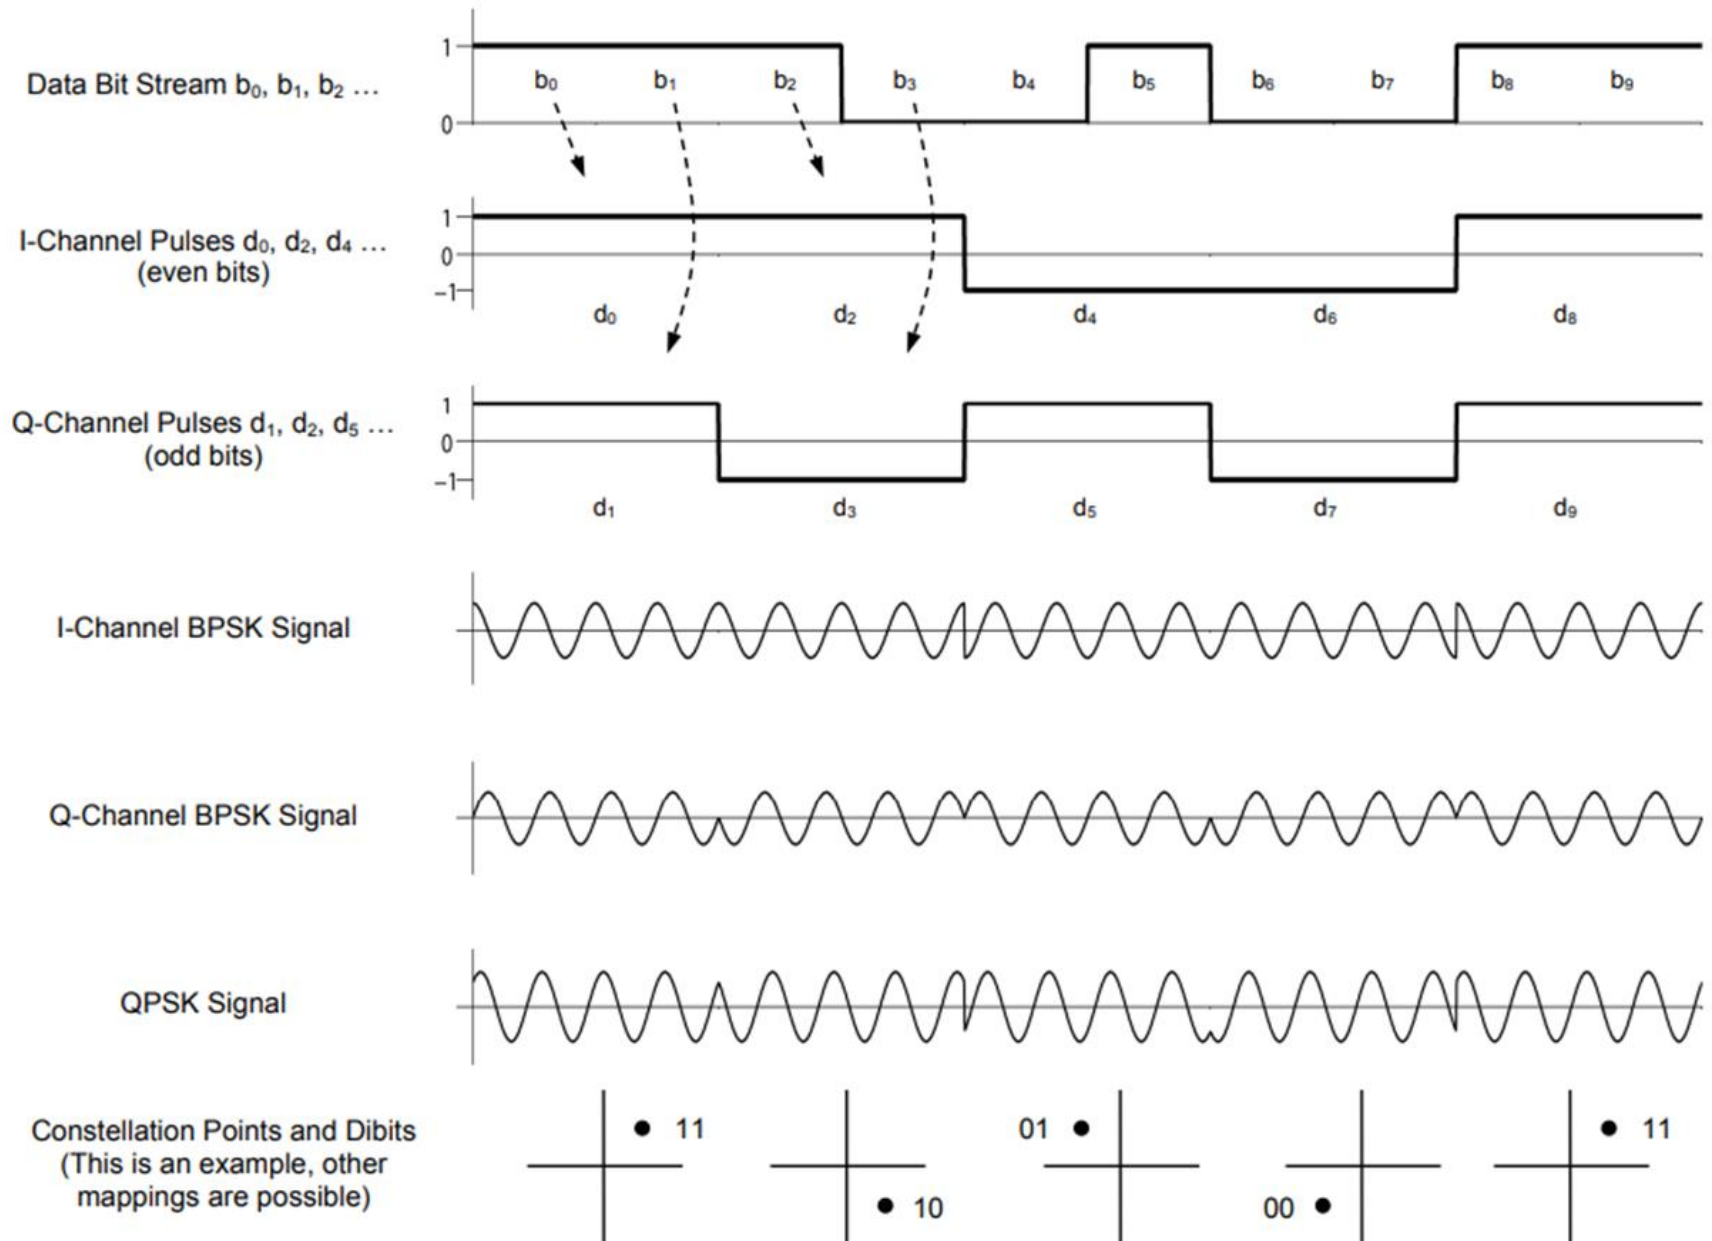 1
Data Bit Stream b₀, b₁, b₂ …
b₀ b₁ b₂ b₃ b₄ b₅ b₆ b₇ b₈ b₉
0
1
I-Channel Pulses d₀, d₂, d₄ …
0
(even bits)
−1
d₀ d₂ d₄ d₆ d₈
1
Q-Channel Pulses d₁, d₂, d₅ …
0
(odd bits)
−1
d₁ d₃ d₅ d₇ d₉
I-Channel BPSK Signal
Q-Channel BPSK Signal
QPSK Signal
Constellation Points and Dibits
(This is an example, other
mappings are possible)
11
10
01
00
11